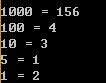 1000 = 156
100 = 4
10 = 3
5 = 1
1 = 2